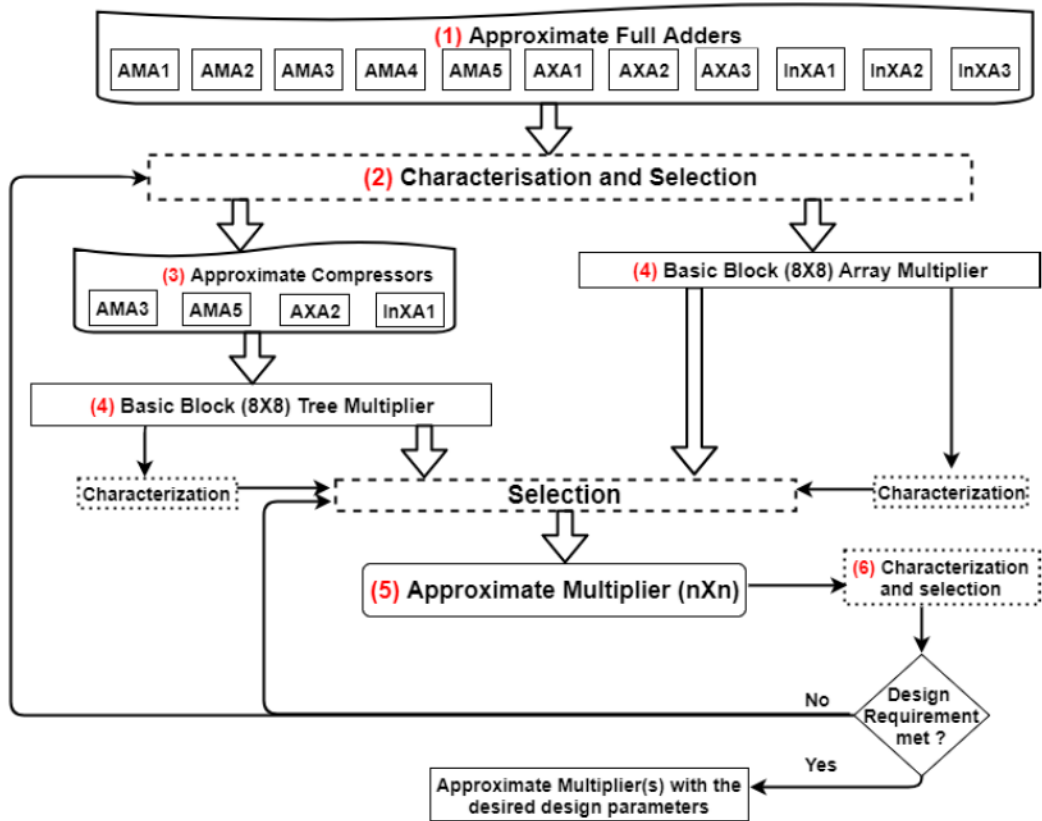 (1) Approximate Full Adders
AMA1 AMA2 AMA3 AMA4 AMA5 AXA1 AXA2 AXA3 InXA1 InXA2 InXA3
(2) Characterisation and Selection
(3) Approximate Compressors
AMA3 AMA5 AXA2 InXA1
(4) Basic Block (8X8) Array Multiplier
(4) Basic Block (8X8) Tree Multiplier
Characterization
Selection
Characterization
(5) Approximate Multiplier (nXn)
(6) Characterization
and selection
Design
Requirement
met ?
No
Yes
Approximate Multiplier(s) with the
desired design parameters